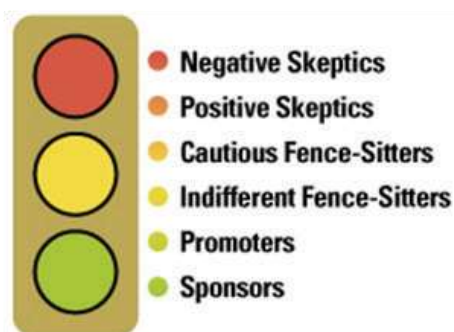 Negative Skeptics
Positive Skeptics
Cautious Fence-Sitters
Indifferent Fence-Sitters
Promoters
Sponsors